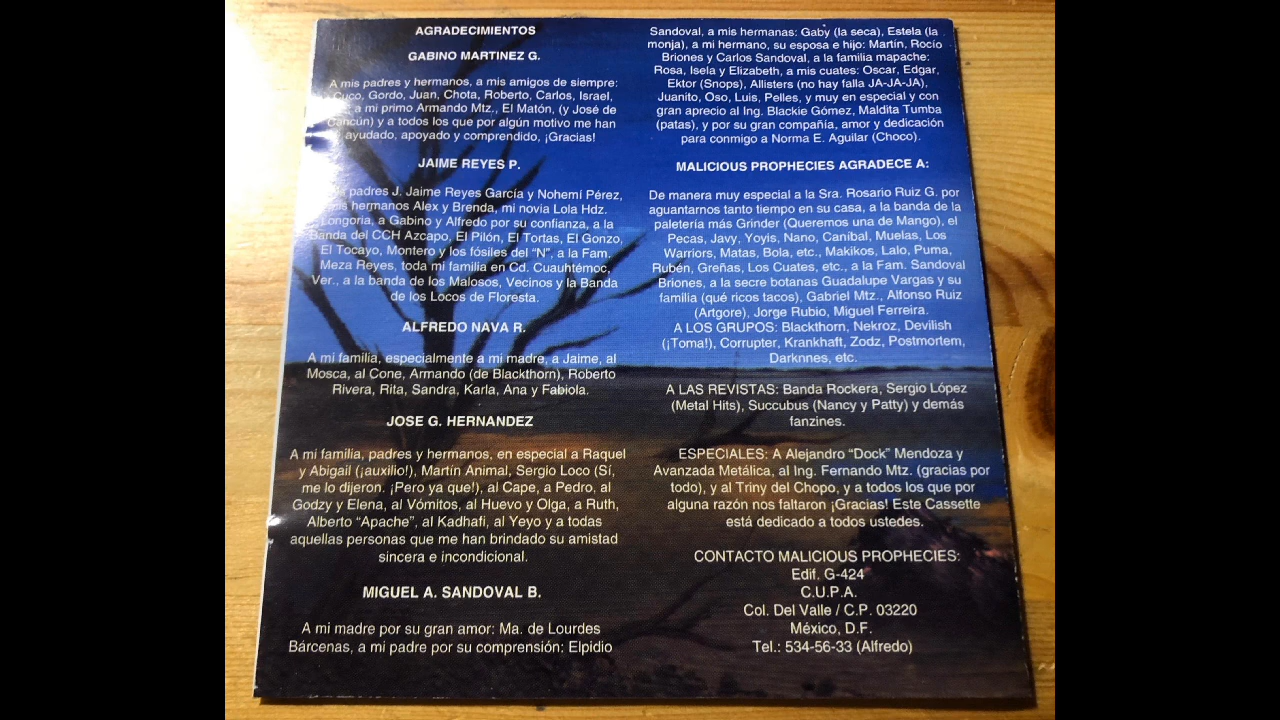 AGRADECIMIENTOS
GABINO MARTINEZ G.
A mis padres y hermanos, a mis amigos de siempre:
Cuco, Gordo, Juan, Chota, Roberto, Carlos, Israel,
a mi primo Armando Mtz., El Matón, (y José de
Cancún) y a todos los que por algún motivo me han
ayudado, apoyado y comprendido, ¡Gracias!
JAIME REYES P.
padres J. Jaime Reyes García y Nohemí Pérez,
mis hermanos Alex y Brenda, mi novia Lola Hdz.
Longoria, a Gabino y Alfredo por su confianza, a la
Banda del CCH Azcapo, El Pilón, El Tortas, El Gonzo,
El Tocayo, Montero y los fósiles del "N", a la Fam.
Meza Reyes, toda mi familia en Cd. Cuauhtémoc,
Ver., a la banda de los Malosos, Vecinos y la Banda
de los Locos de Floresta.
ALFREDO NAVA R.
A mi familia, especialmente a mi madre, a Jaime, al
Mosca, al Cone, Armando (de Blackthorn), Roberto
Rivera, Rita, Sandra, Karla, Ana y Fabiola.
JOSE G. HERNANDEZ
A mi familia, padres y hermanos, en especial a Raquel
y Abigail (¡auxilio!), Martín Animal, Sergio Loco (Sí,
me lo dijeron. ¡Pero ya que!), al Cape, a Pedro, al
Godzy y Elena, al Vómitos, al Huevo y Olga, a Ruth,
Alberto "Apache", al Kadhafi, al Yeyo y a todas
aquellas personas que me han brindado su amistad
sincera e incondicional.
MIGUEL A. SANDOVAL B.
A mi madre por su gran amor: Ma. de Lourdes
Bárcenas, a mi padre por su comprensión: Elpidio
Sandoval, a mis hermanas: Gaby (la seca), Estela (la
monja), a mi hermano, su esposa e hijo: Martín, Rocío
Briones y Carlos Sandoval, a la familia mapache:
Rosa, Isela y Elizabeth, a mis cuates: Oscar, Edgar,
Ektor (Snops), Allisters (no hay falla JA-JA-JA),
Juanito, Oso, Luis, Pelles, y muy en especial y con
gran aprecio al Ing. Blackie Gómez, Maldita Tumba
(patas), y por su gran compañía, amor y dedicación
para conmigo a Norma E. Aguilar (Choco).
MALICIOUS PROPHECIES AGRADECE A:
De manera muy especial a la Sra. Rosario Ruiz G. por
aguantarnos tanto tiempo en su casa, a la banda de la
paletería más Grinder (Queremos una de Mango), el
Pecas, Javy, Yoyis, Nano, Caníbal, Muelas, Los
Warriors, Matas, Bola, etc., Makikos, Lalo, Puma,
Rubén, Greñas, Los Cuates, etc., a la Fam. Sandoval
Briones, a la secre botanas Guadalupe Vargas y su
familia (qué ricos tacos), Gabriel Mtz., Alfonso Ruiz
(Artgore), Jorge Rubio, Miguel Ferreira.
A LOS GRUPOS: Blackthorn, Nekroz, Devilish
(¡Toma!), Corrupter, Krankhaft, Zodz, Postmortem,
Darknnes, etc.
A LAS REVISTAS: Banda Rockera, Sergio López
(Metal Hits), Succubus (Nancy y Patty) y demás
fanzines.
ESPECIALES: A Alejandro "Dock" Mendoza y
Avanzada Metálica, al Ing. Fernando Mtz. (gracias por
todo), y al Triny del Chopo, y a todos los que por
alguna razón nos faltaron ¡Gracias! Este Cassette
está dedicado a todos ustedes.
CONTACTO MALICIOUS PROPHECIES:
Edif. G-424
C.U.P.A.
Col. Del Valle / C.P. 03220
México, D.F.
Tel.: 534-56-33 (Alfredo)